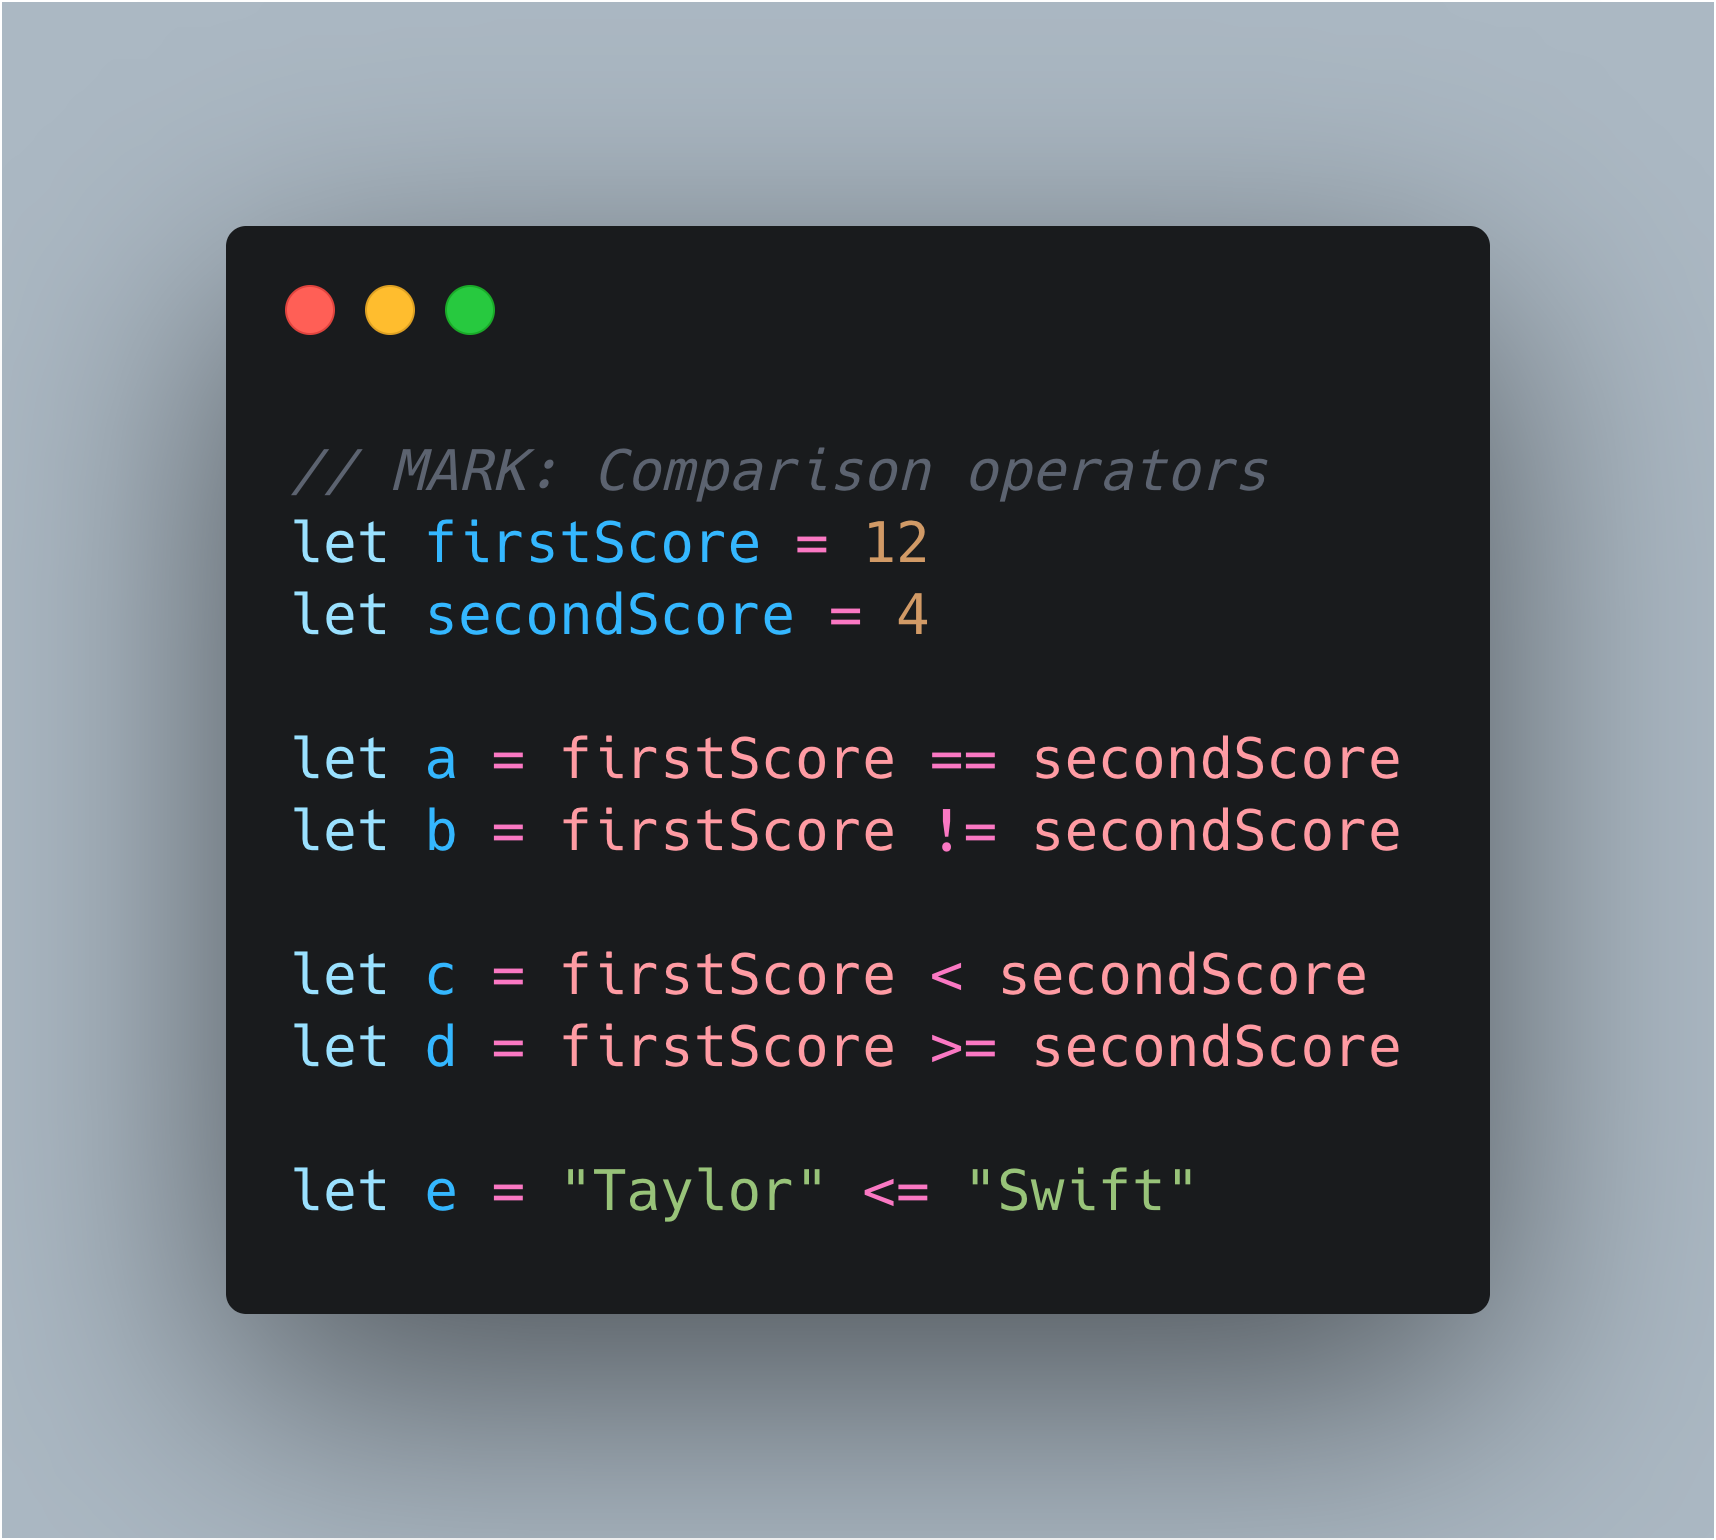 // MARK: Comparison operators
let firstScore = 12
let secondScore = 4
let a = firstScore == secondScore
let b = firstScore != secondScore
let c = firstScore < secondScore
let d = firstScore >= secondScore
let e = "Taylor" <= "Swift"